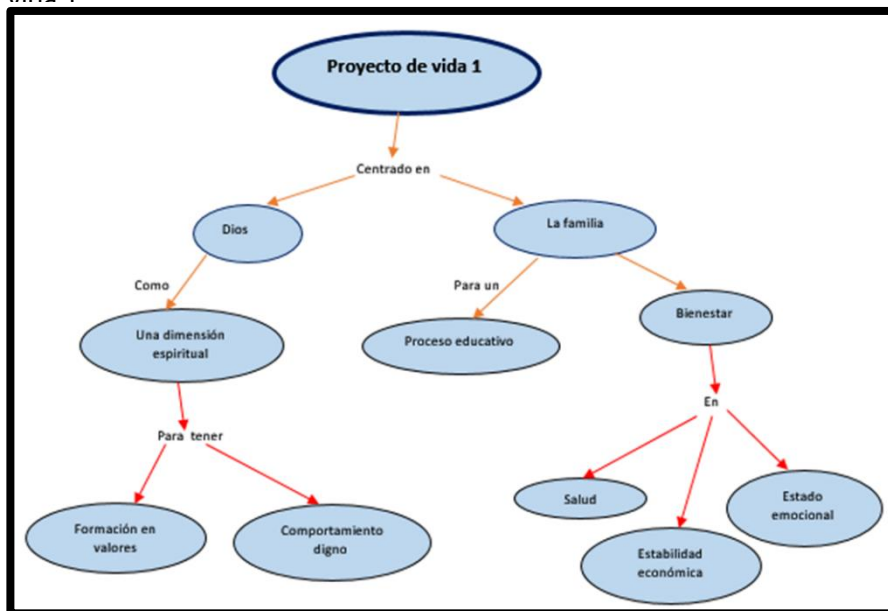 Proyecto de vida 1
Centrado en
Dios
La familia
Como
Para un
Una dimensión
espiritual
Proceso educativo
Bienestar
Para tener
En
Formación en
valores
Comportamiento
digno
Salud
Estado
emocional
Estabilidad
económica